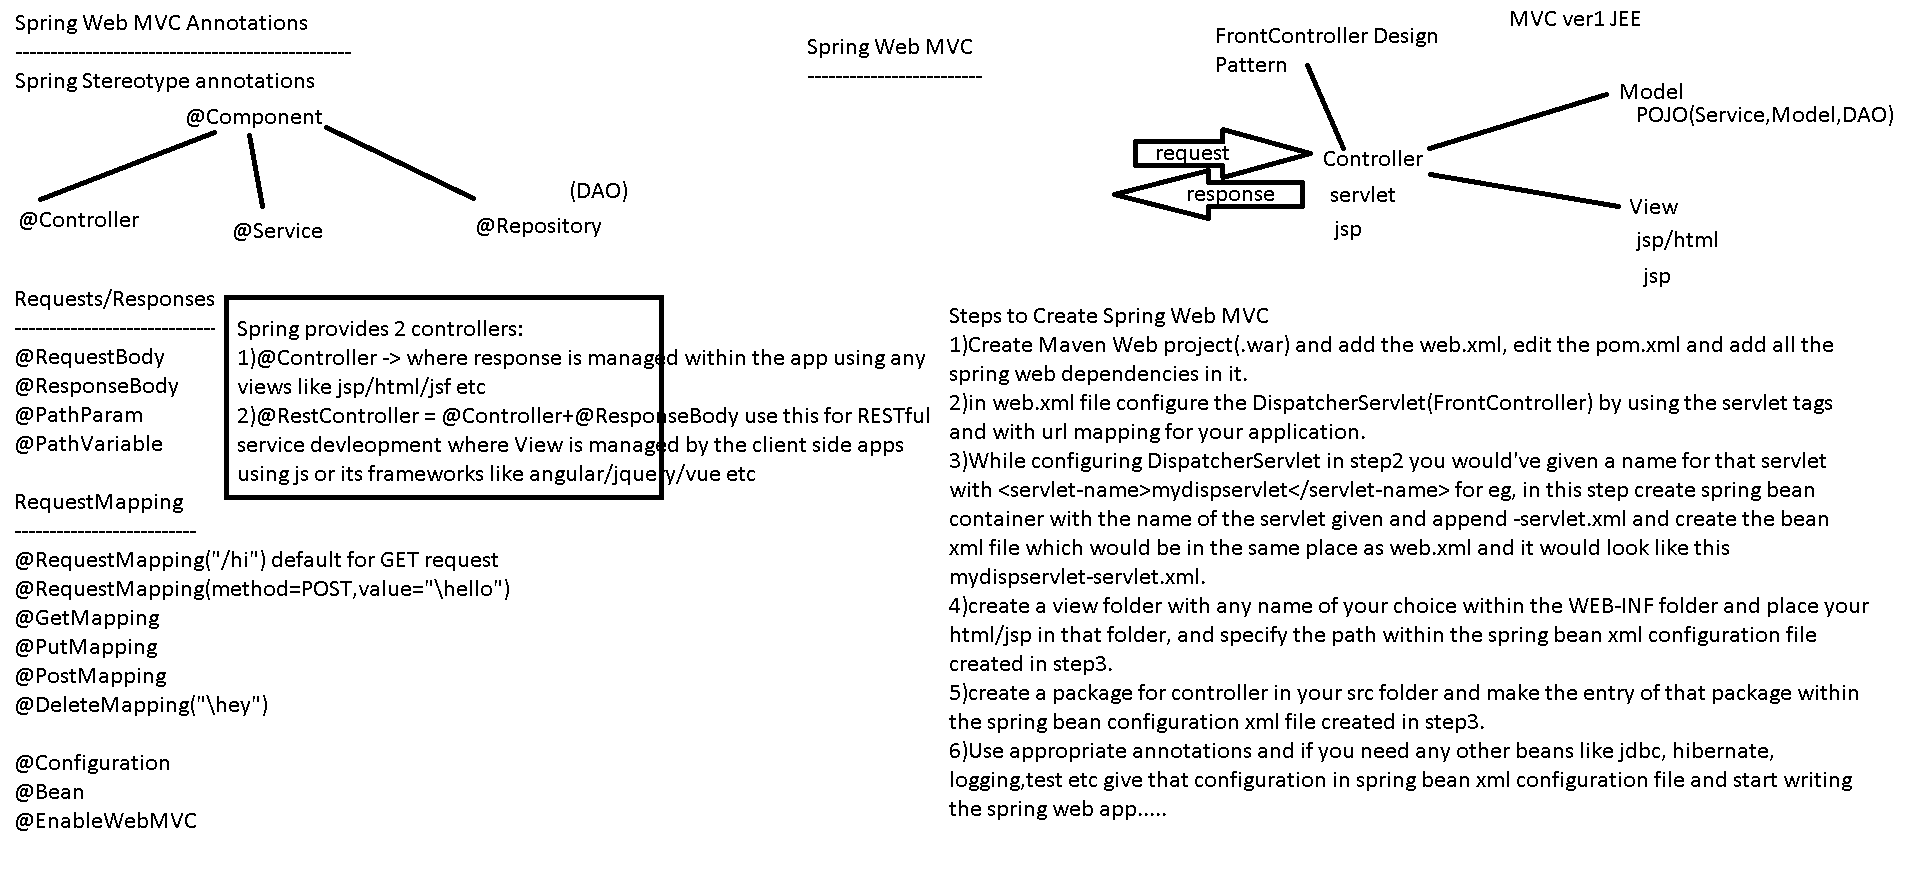 Spring Web MVC Annotations
------------------------------------------------
Spring Stereotype annotations
@Component
@Controller
@Service
(DAO)
@Repository
Requests/Responses
-----------------------------
@RequestBody
@ResponseBody
@PathParam
@PathVariable
Spring provides 2 controllers:
1)@Controller -> where response is managed within the app using any
views like jsp/html/jsf etc
2)@RestController = @Controller+@ResponseBody use this for RESTful
service devleopment where View is managed by the client side apps
using js or its frameworks like angular/jquery/vue etc
RequestMapping
--------------------------
@RequestMapping("/hi") default for GET request
@RequestMapping(method=POST,value="\hello")
@GetMapping
@PutMapping
@PostMapping
@DeleteMapping("\hey")
@Configuration
@Bean
@EnableWebMVC
Spring Web MVC
-------------------------
MVC ver1 JEE
FrontController Design
Pattern
Model
POJO(Service,Model,DAO)
request
Controller
response
servlet
jsp
View
jsp/html
jsp
Steps to Create Spring Web MVC
1)Create Maven Web project(.war) and add the web.xml, edit the pom.xml and add all the
spring web dependencies in it.
2)in web.xml file configure the DispatcherServlet(FrontController) by using the servlet tags
and with url mapping for your application.
3)While configuring DispatcherServlet in step2 you would've given a name for that servlet
with <servlet-name>mydispservlet</servlet-name> for eg, in this step create spring bean
container with the name of the servlet given and append -servlet.xml and create the bean
xml file which would be in the same place as web.xml and it would look like this
mydispservlet-servlet.xml.
4)create a view folder with any name of your choice within the WEB-INF folder and place your
html/jsp in that folder, and specify the path within the spring bean xml configuration file
created in step3.
5)create a package for controller in your src folder and make the entry of that package within
the spring bean configuration xml file created in step3.
6)Use appropriate annotations and if you need any other beans like jdbc, hibernate,
logging,test etc give that configuration in spring bean xml configuration file and start writing
the spring web app.....